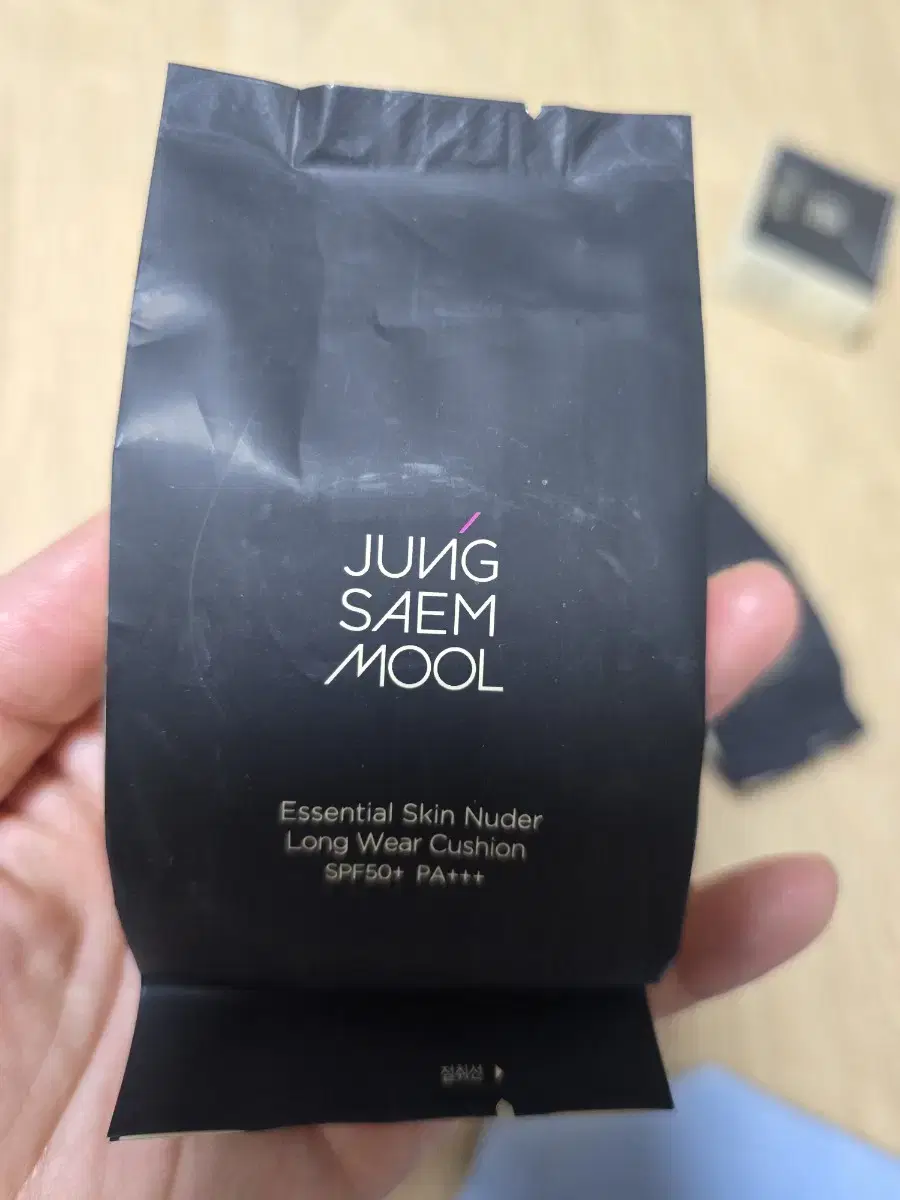 JUNG
SAEM
MOOL
Essential Skin Nuder
Long Wear Cushion
SPF50+ PA+++
절취선